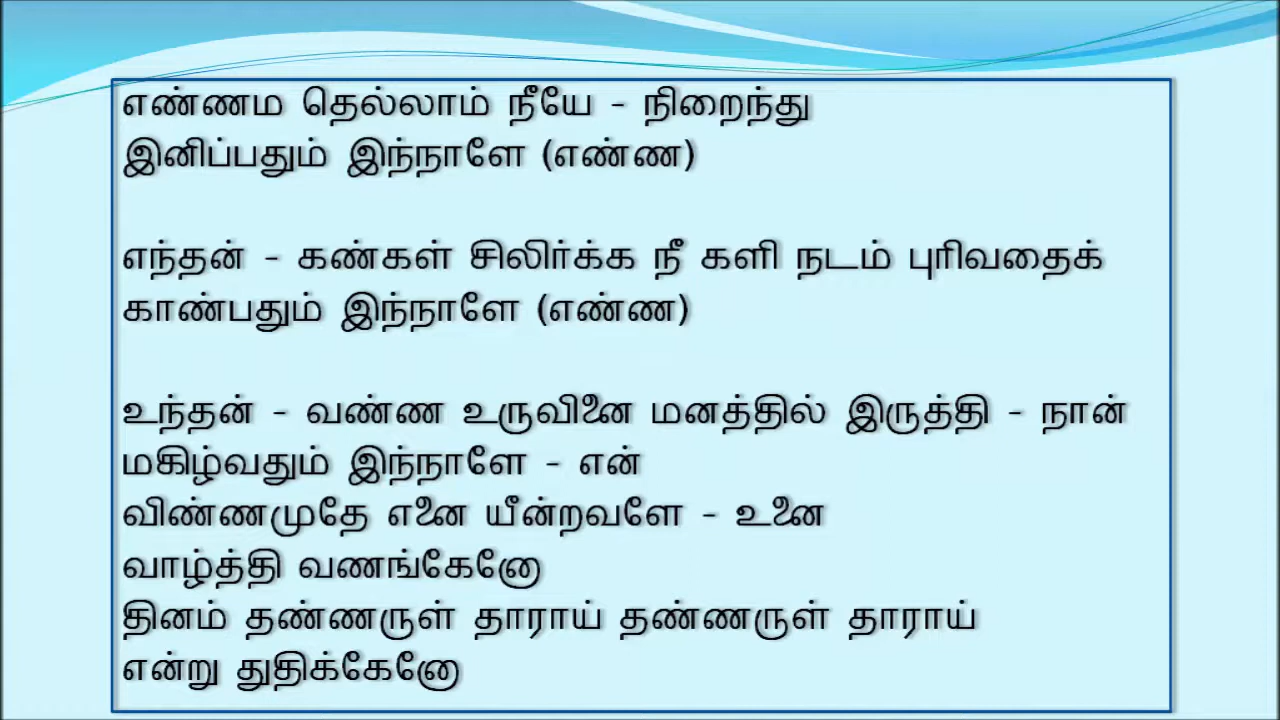 எண்ணம தெல்லாம் நீயே - நிறைந்து
இனிப்பதும் இந்நாளே (எண்ண)
எந்தன் - கண்கள் சிலிர்க்க நீ களி நடம் புரிவதைக்
காண்பதும் இந்நாளே (எண்ண)
உந்தன் - வண்ண உருவினை மனத்தில் இருத்தி - நான்
மகிழ்வதும் இந்நாளே - என்
விண்ணமுதே எனை யீன்றவளே - உனை
வாழ்த்தி வணங்கேனோ
தினம் தண்ணருள் தாராய் தண்ணருள் தாராய்
என்று துதிக்கேனோ